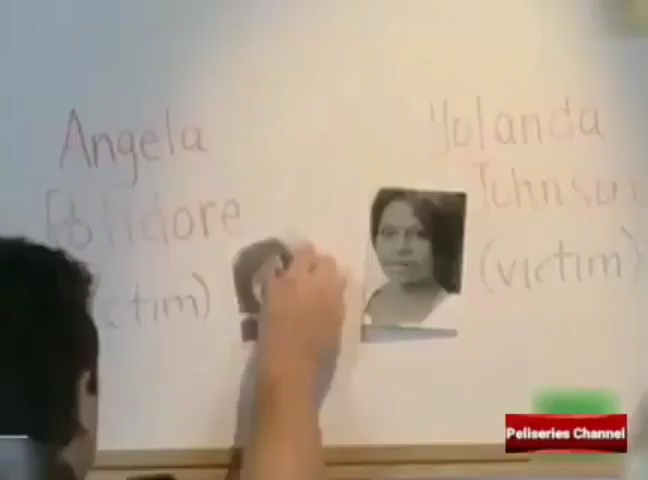 Angela
Polidore
(victim)
Yolanda
Johnson
(victim)
Peliseries Channel